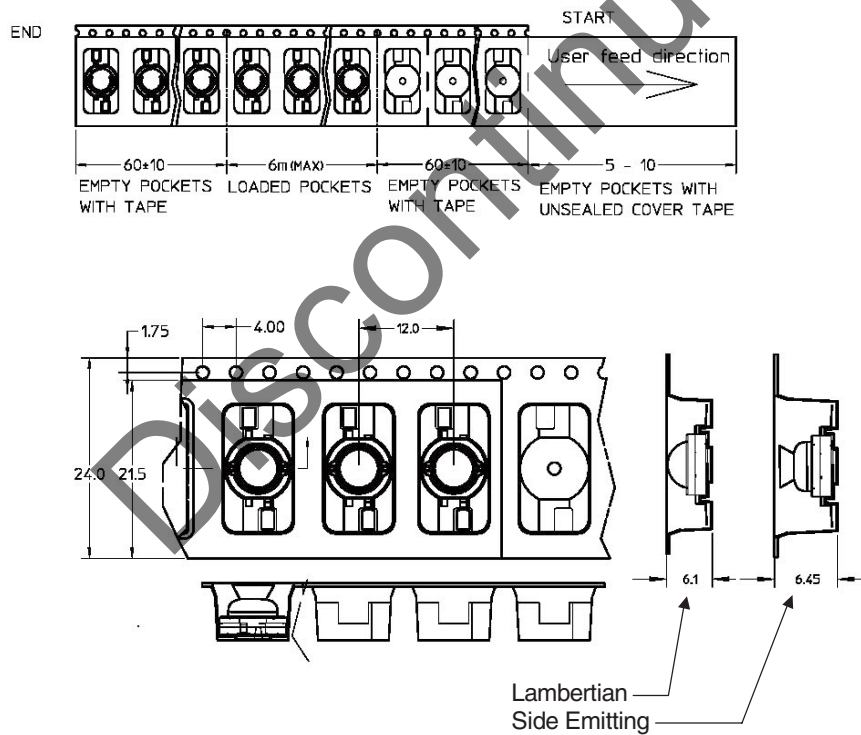 START
END
User feed direction
60±10
6m(MAX)
60±10
5 - 10
EMPTY POCKETS WITH TAPE
LOADED POCKETS
EMPTY POCKETS WITH TAPE
EMPTY POCKETS WITH UNSEALED COVER TAPE
1.75
4.00
12.0
24.0
21.5
6.1
6.45
Lambertian
Side Emitting
Discontinu